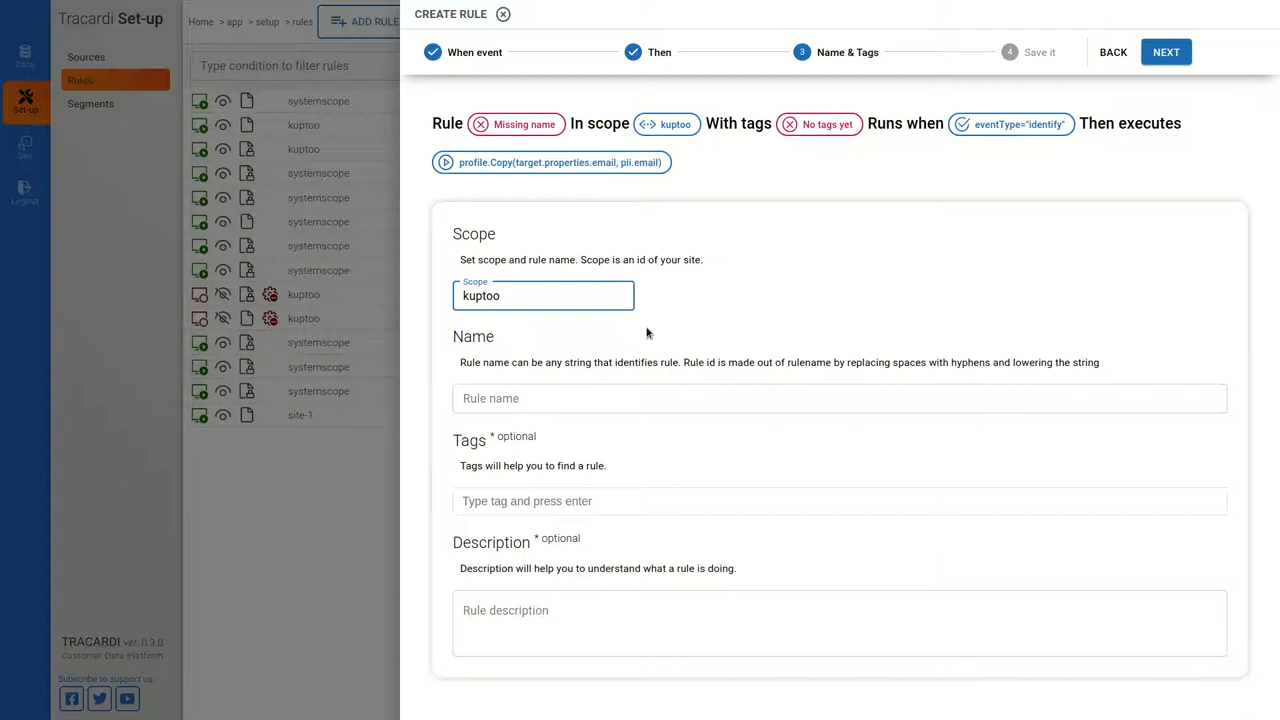 Tracardi Set-up
Home > app > setup > rules
ADD RULE
CREATE RULE
When event
Then
3 Name & Tags
4 Save it
BACK
NEXT
Data
Set-up
Dev
Logout
Sources
Rules
Segments
Type condition to filter rules
systemscope
kuptoo
kuptoo
systemscope
systemscope
systemscope
systemscope
systemscope
kuptoo
kuptoo
systemscope
systemscope
systemscope
site-1
Rule Missing name In scope kuptoo With tags No tags yet Runs when eventType="identify" Then executes
profile.Copy(target.properties.email, pii.email)
Scope
Set scope and rule name. Scope is an id of your site.
Scope
kuptoo
Name
Rule name can be any string that identifies rule. Rule id is made out of rulename by replacing spaces with hyphens and lowering the string
Rule name
Tags * optional
Tags will help you to find a rule.
Type tag and press enter
Description * optional
Description will help you to understand what a rule is doing.
Rule description
TRACARDI ver. 0.3.0
Customer Data Platform
Subscribe to support us